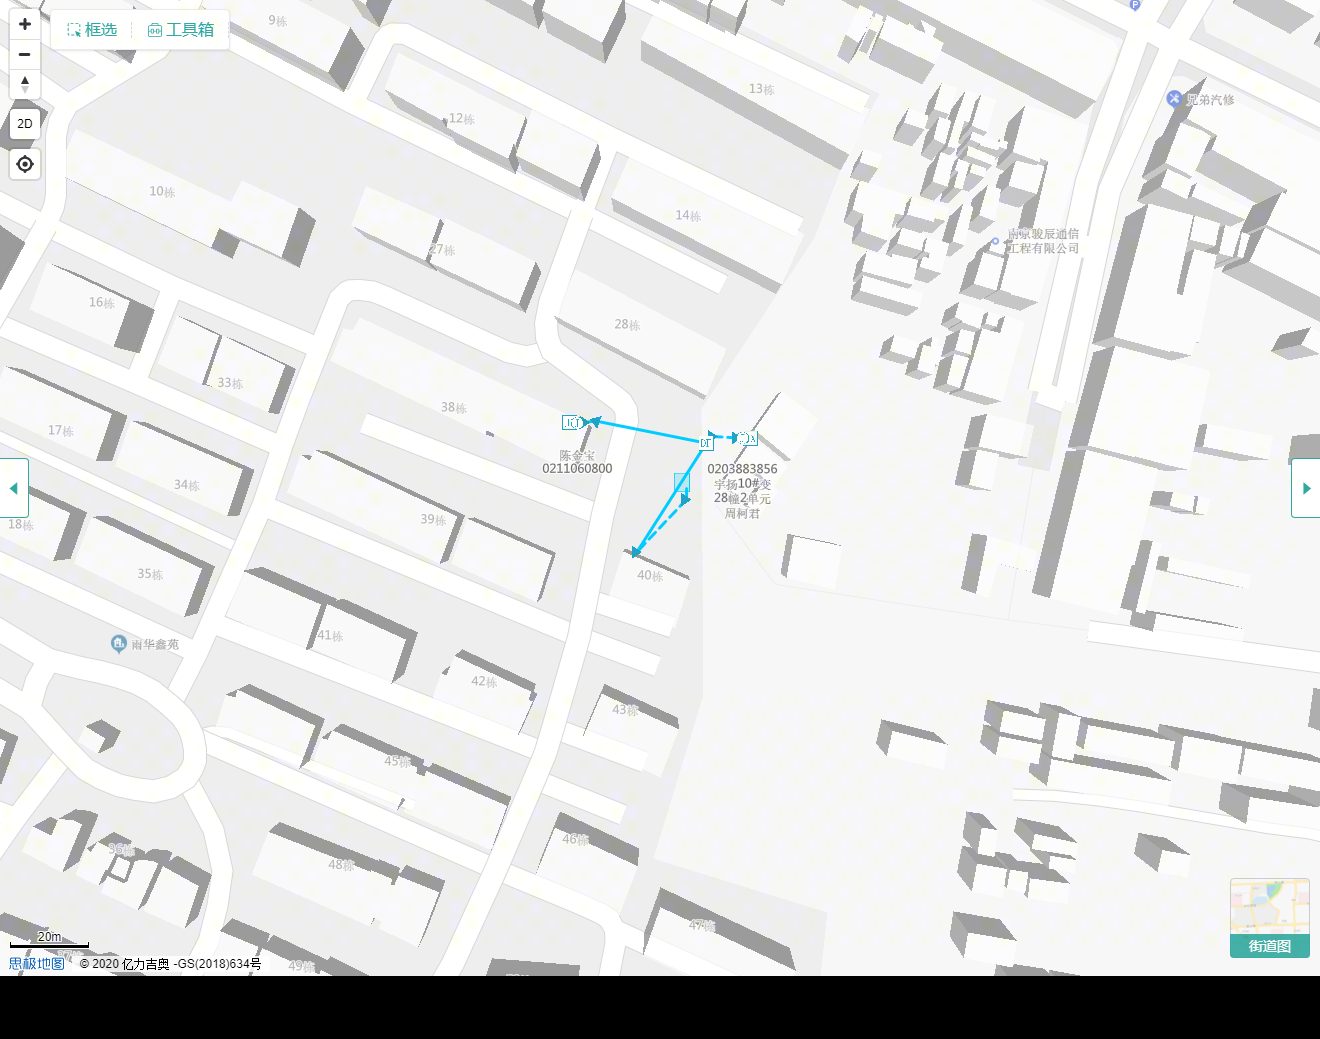 框选
工具箱
2D
9栋
13栋
12栋
兄弟汽修
10栋
14栋
南京骏辰通信
工程有限公司
27栋
16栋
28栋
33栋
38栋
17栋
陈金宝
0211060800
0203883856
宇扬10#变
28幢2单元
周柯君
34栋
39栋
18栋
35栋
40栋
41栋
雨华鑫苑
42栋
43栋
45栋
46栋
36栋
48栋
47栋
49栋
20m
思极地图
© 2020 亿力吉奥 -GS(2018)634号
街道图